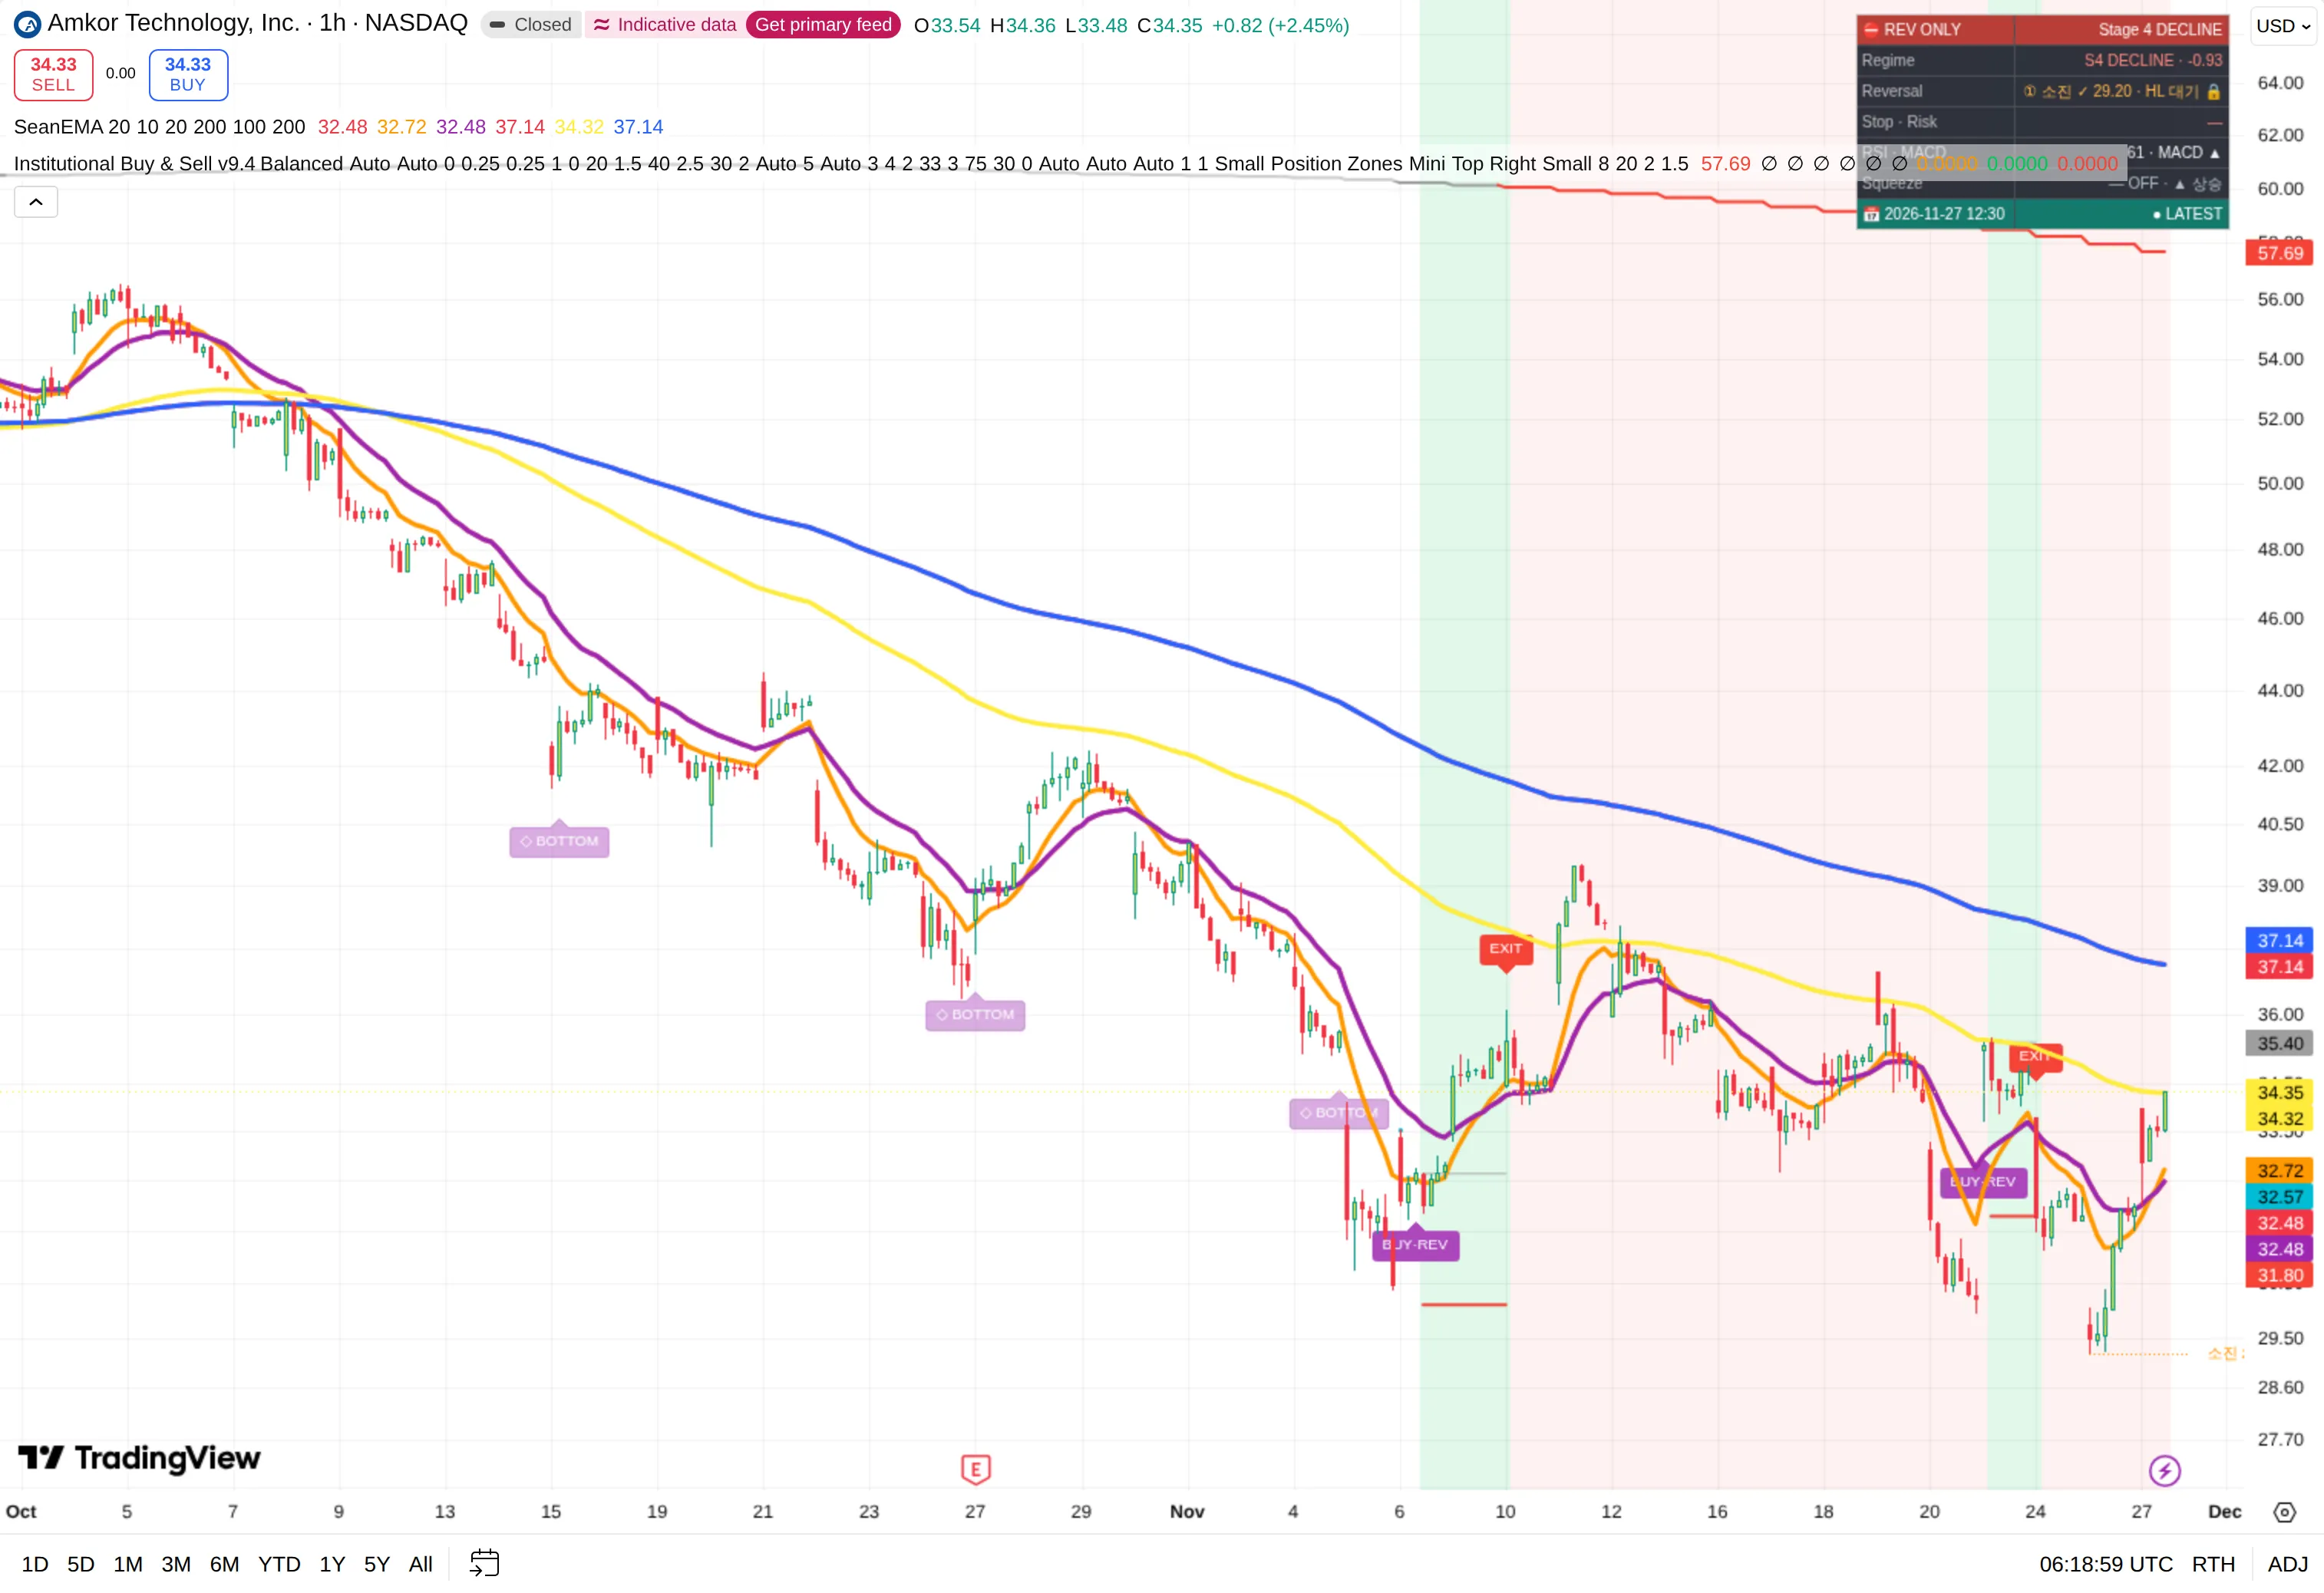 Amkor Technology, Inc. · 1h · NASDAQ Closed Indicative data Get primary feed O33.54 H34.36 L33.48 C34.35 +0.82 (+2.45%)
34.33 SELL 0.00 34.33 BUY
SeanEMA 20 10 20 200 100 200 32.48 32.72 32.48 37.14 34.32 37.14
Institutional Buy & Sell v9.4 Balanced Auto Auto 0 0.25 0.25 1 0 20 1.5 40 2.5 30 2 Auto 5 Auto 3 4 2 33 3 75 30 0 Auto Auto Auto 1 1 Small Position Zones Mini Top Right Small 8 20 2 1.5 57.69 ∅ ∅ ∅ ∅ ∅ ∅ 0.0000 0.0000 0.0000
REV ONLY Stage 4 DECLINE
Regime S4 DECLINE · -0.93
Reversal ① 소진 ✓ 29.20 · HL 대기
Stop · Risk —
RSI · MACD 61 · MACD ▲
Squeeze — OFF · ▲ 상승
2026-11-27 12:30 ● LATEST
USD
64.00
62.00
60.00
57.69
56.00
54.00
52.00
50.00
48.00
46.00
44.00
42.00
40.50
39.00
37.14
37.14
36.00
35.40
34.35
34.32
33.50
32.72
32.57
32.48
32.48
31.80
29.50
28.60
27.70
◇ BOTTOM
◇ BOTTOM
◇ BOTTOM
BUY-REV
EXIT
BUY-REV
EXIT
소진
TradingView
E
Oct 5 7 9 13 15 19 21 23 27 29 Nov 4 6 10 12 16 18 20 24 27 Dec
1D 5D 1M 3M 6M YTD 1Y 5Y All 06:18:59 UTC RTH ADJ